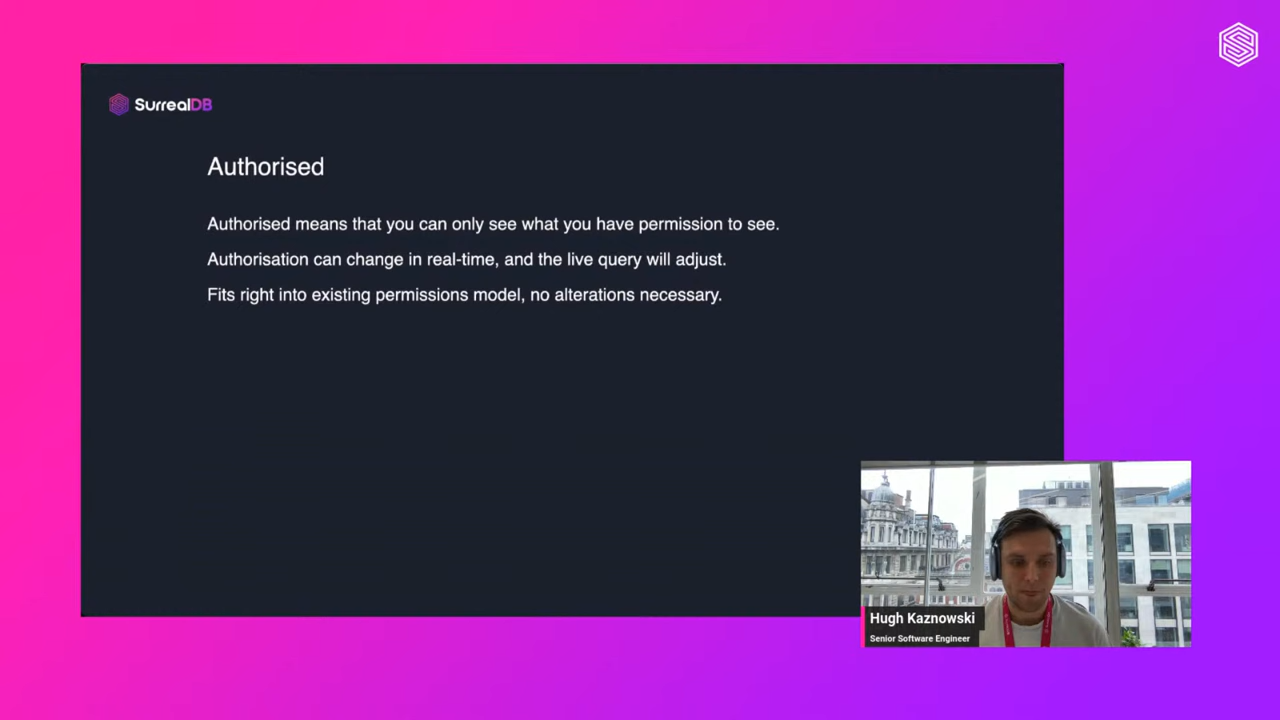 SurrealDB
Authorised
Authorised means that you can only see what you have permission to see.
Authorisation can change in real-time, and the live query will adjust.
Fits right into existing permissions model, no alterations necessary.
Hugh Kaznowski
Senior Software Engineer